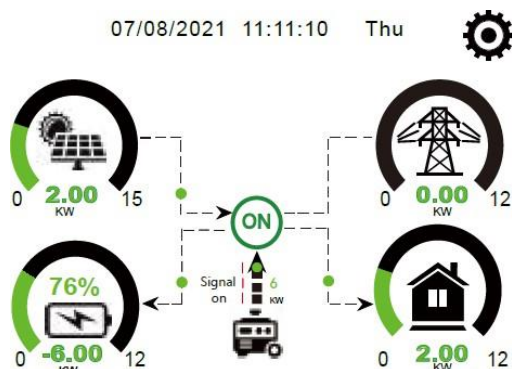 07/08/2021 11:11:10 Thu
0 2.00 15
KW
0 0.00 12
KW
ON
76%
Signal
on
6
KW
0 -6.00 12
KW
0 2.00 12
KW